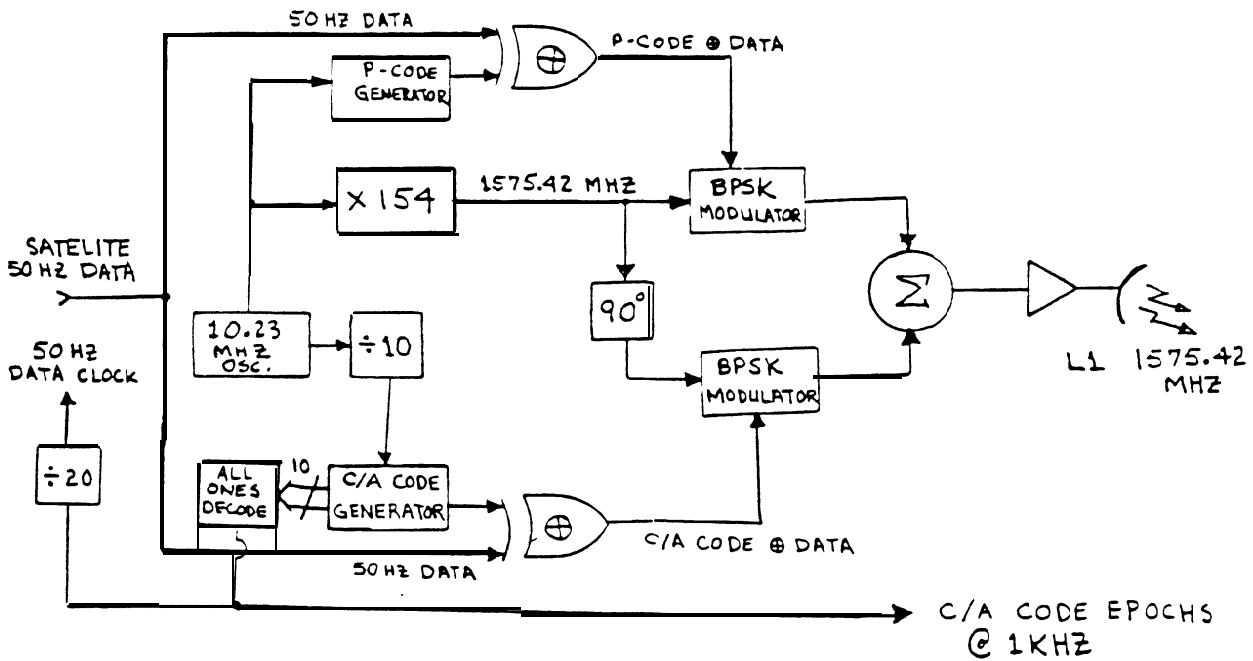 50 HZ DATA
P-CODE ⊕ DATA
P-CODE
GENERATOR
⊕
× 154
1575.42 MHZ
BPSK
MODULATOR
SATELITE
50 HZ DATA
Σ
90°
10.23
MHZ
OSC.
÷10
50 HZ
DATA CLOCK
BPSK
MODULATOR
L1 1575.42
MHZ
÷20
ALL
ONES
DECODE
10
C/A CODE
GENERATOR
⊕
C/A CODE ⊕ DATA
50 HZ DATA
C/A CODE EPOCHS
@ 1KHZ